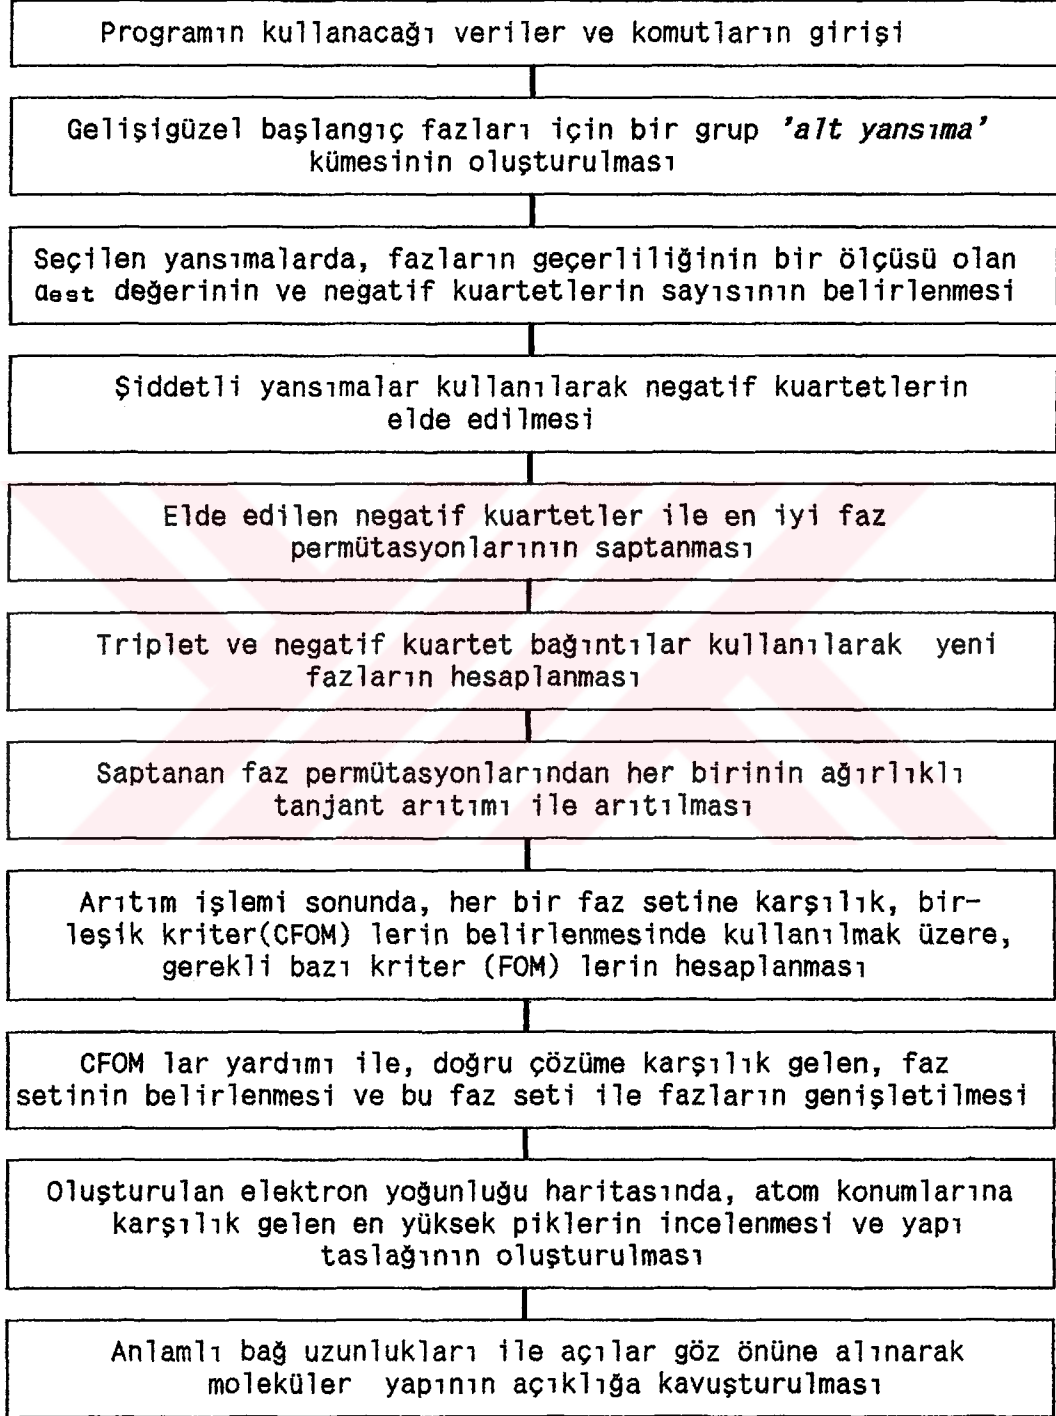 Programın kullanacağı veriler ve komutların girişi
Gelişigüzel başlangıç fazları için bir grup 'alt yansıma'
kümesinin oluşturulması
Seçilen yansımalarda, fazların geçerliliğinin bir ölçüsü olan
αest değerinin ve negatif kuartetlerin sayısının belirlenmesi
Şiddetli yansımalar kullanılarak negatif kuartetlerin
elde edilmesi
Elde edilen negatif kuartetler ile en iyi faz
permütasyonlarının saptanması
Triplet ve negatif kuartet bağıntılar kullanılarak yeni
fazların hesaplanması
Saptanan faz permütasyonlarından her birinin ağırlıklı
tanjant arıtımı ile arıtılması
Arıtım işlemi sonunda, her bir faz setine karşılık, bir-
leşik kriter(CFOM) lerin belirlenmesinde kullanılmak üzere,
gerekli bazı kriter (FOM) lerin hesaplanması
CFOM lar yardımı ile, doğru çözüme karşılık gelen, faz
setinin belirlenmesi ve bu faz seti ile fazların genişletilmesi
Oluşturulan elektron yoğunluğu haritasında, atom konumlarına
karşılık gelen en yüksek piklerin incelenmesi ve yapı
taslağının oluşturulması
Anlamlı bağ uzunlukları ile açılar göz önüne alınarak
moleküler yapının açıklığa kavuşturulması